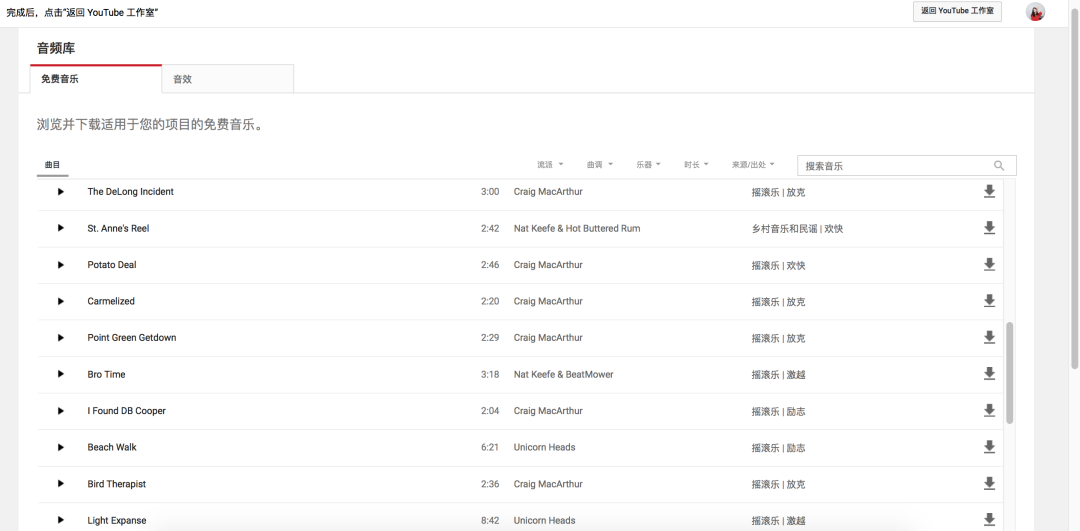 完成后，点击“返回 YouTube 工作室”
返回 YouTube 工作室
音频库
免费音乐 音效
浏览并下载适用于您的项目的免费音乐。
曲目 流派 曲调 乐器 时长 来源/出处 搜索音乐
The DeLong Incident 3:00 Craig MacArthur 摇滚乐 | 放克
St. Anne's Reel 2:42 Nat Keefe & Hot Buttered Rum 乡村音乐和民谣 | 欢快
Potato Deal 2:46 Craig MacArthur 摇滚乐 | 欢快
Carmelized 2:20 Craig MacArthur 摇滚乐 | 放克
Point Green Getdown 2:29 Craig MacArthur 摇滚乐 | 放克
Bro Time 3:18 Nat Keefe & BeatMower 摇滚乐 | 激越
I Found DB Cooper 2:04 Craig MacArthur 摇滚乐 | 励志
Beach Walk 6:21 Unicorn Heads 摇滚乐 | 励志
Bird Therapist 2:36 Craig MacArthur 摇滚乐 | 放克
Light Expanse 8:42 Unicorn Heads 摇滚乐 | 激越